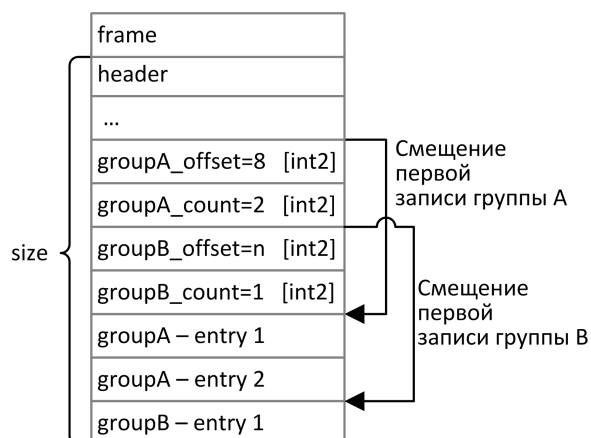 frame
header
...
groupA_offset=8 [int2]
groupA_count=2 [int2]
groupB_offset=n [int2]
groupB_count=1 [int2]
groupA – entry 1
groupA – entry 2
groupB – entry 1
size
Смещение
первой
записи группы A
Смещение
первой
записи группы B